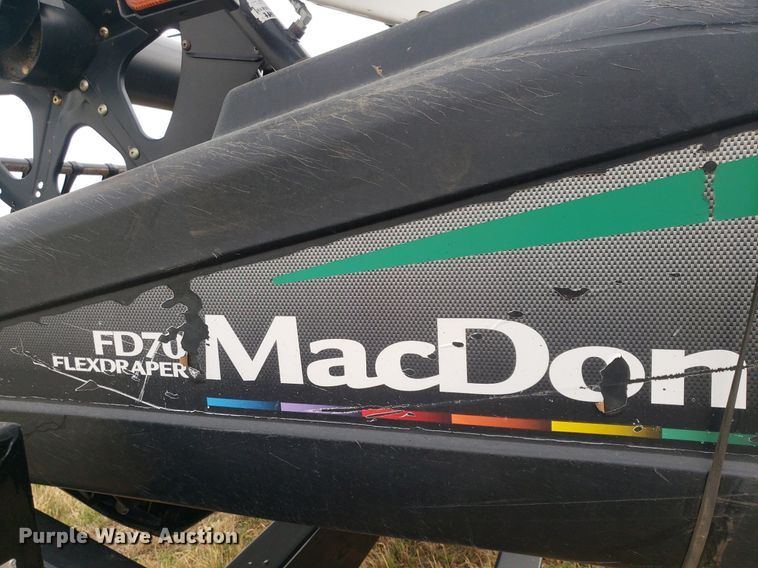 FD70
FLEXDRAPER
MacDon
Purple Wave Auction